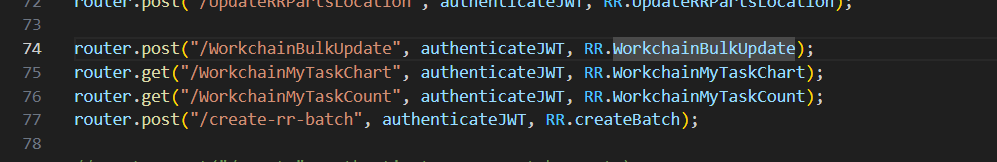 72 router.post("/UpdateRRPartsLocation", authenticateJWT, RR.UpdateRRPartsLocation);
73
74 router.post("/WorkchainBulkUpdate", authenticateJWT, RR.WorkchainBulkUpdate);
75 router.get("/WorkchainMyTaskChart", authenticateJWT, RR.WorkchainMyTaskChart);
76 router.get("/WorkchainMyTaskCount", authenticateJWT, RR.WorkchainMyTaskCount);
77 router.post("/create-rr-batch", authenticateJWT, RR.createBatch);
78